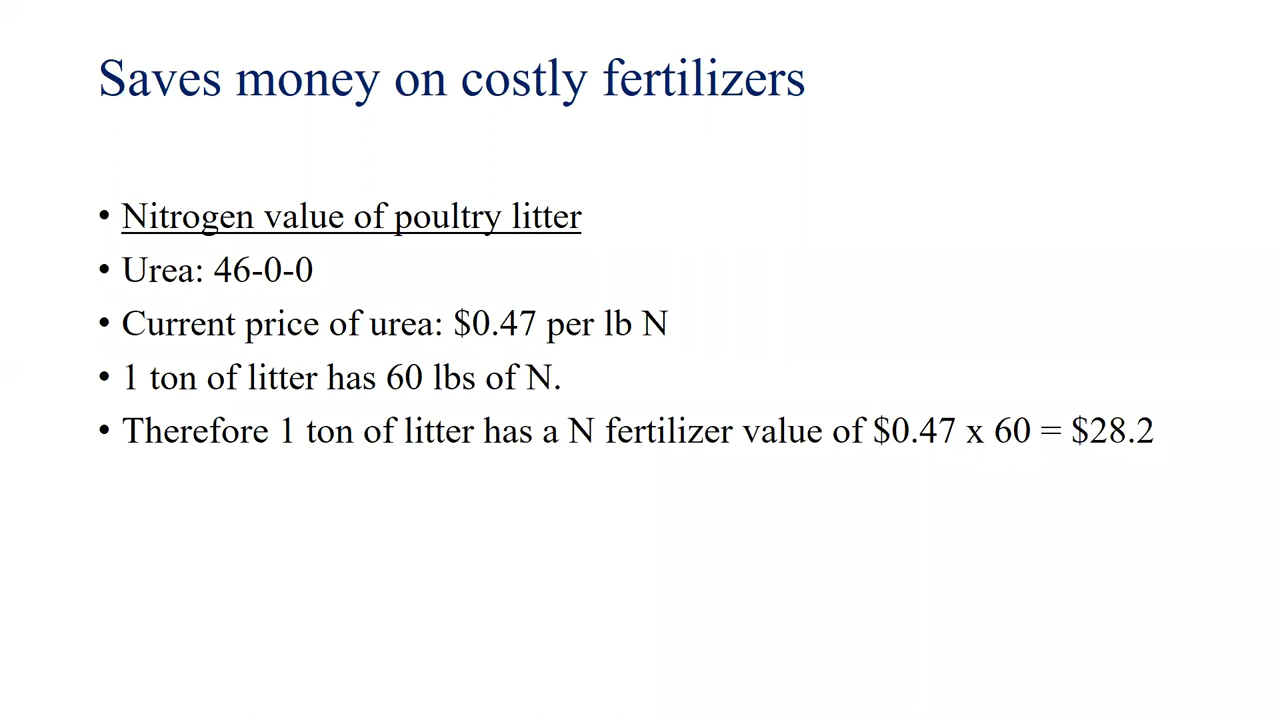 Saves money on costly fertilizers
• Nitrogen value of poultry litter
• Urea: 46-0-0
• Current price of urea: $0.47 per lb N
• 1 ton of litter has 60 lbs of N.
• Therefore 1 ton of litter has a N fertilizer value of $0.47 x 60 = $28.2